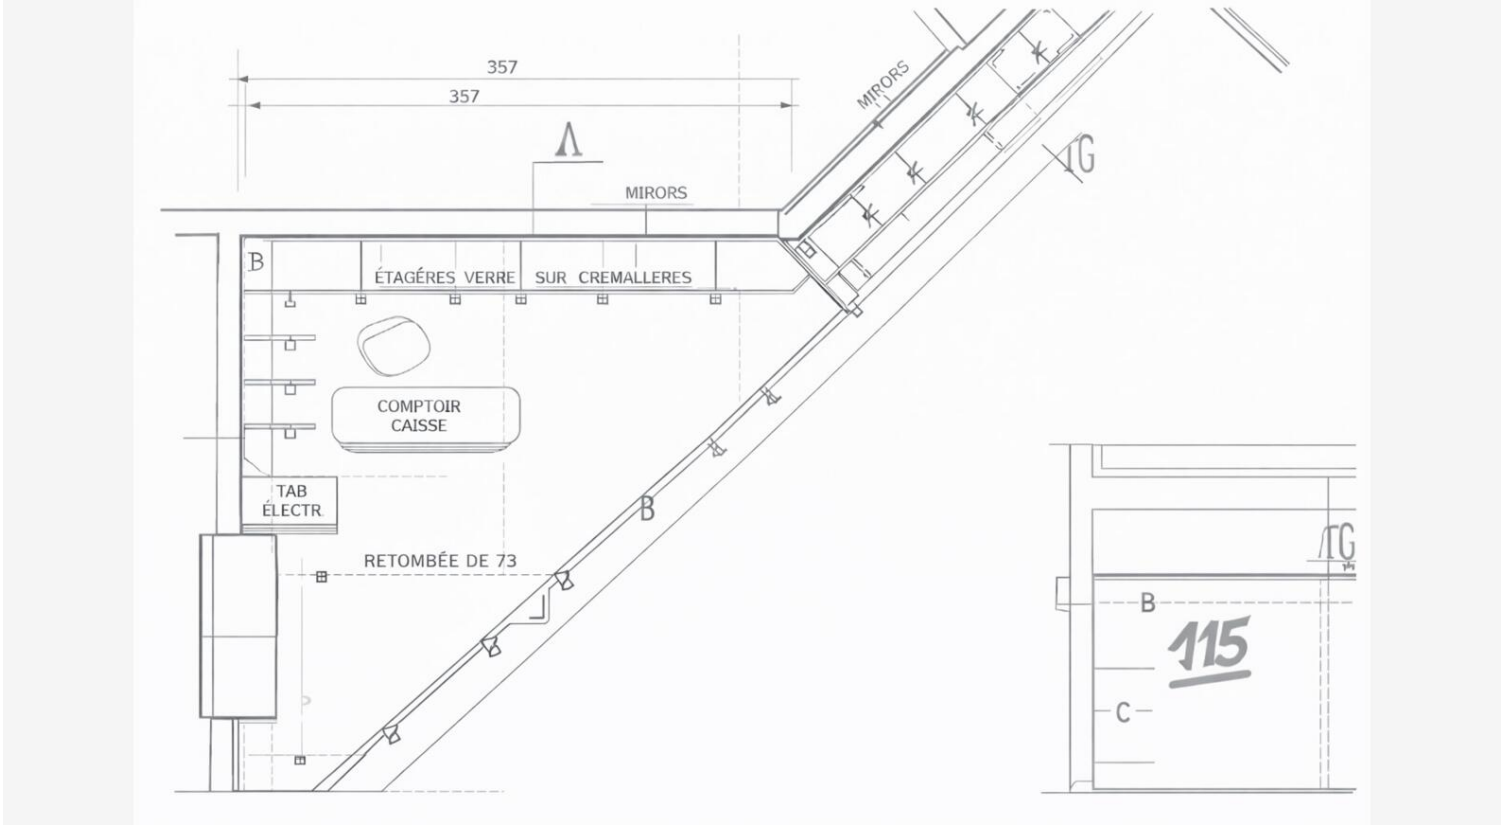 357
357
MIRORS
Λ
TG
MIRORS
B
ÉTAGÉRES VERRE SUR CREMALLERES
COMPTOIR
CAISSE
TAB
ÉLECTR.
B
RETOMBÉE DE 73
TG
B
115
C